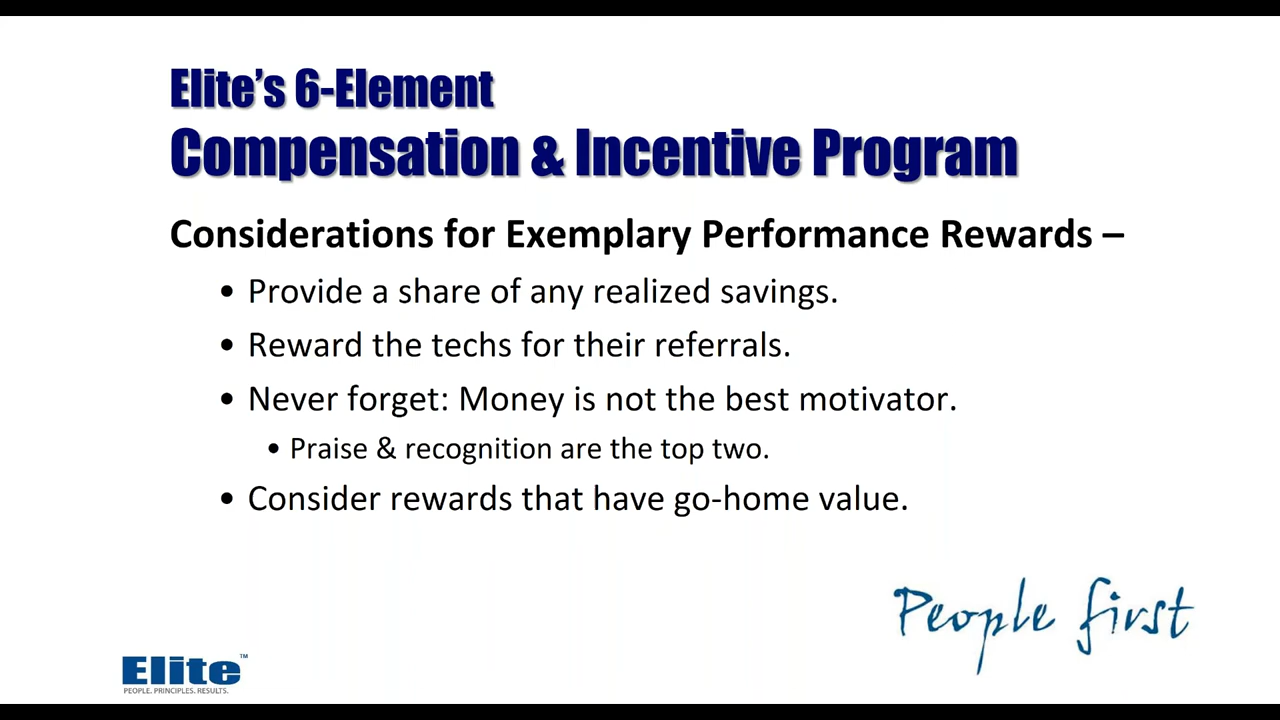 Elite’s 6-Element
Compensation & Incentive Program
Considerations for Exemplary Performance Rewards –
• Provide a share of any realized savings.
• Reward the techs for their referrals.
• Never forget: Money is not the best motivator.
• Praise & recognition are the top two.
• Consider rewards that have go-home value.
People first
Elite™
PEOPLE. PRINCIPLES. RESULTS.